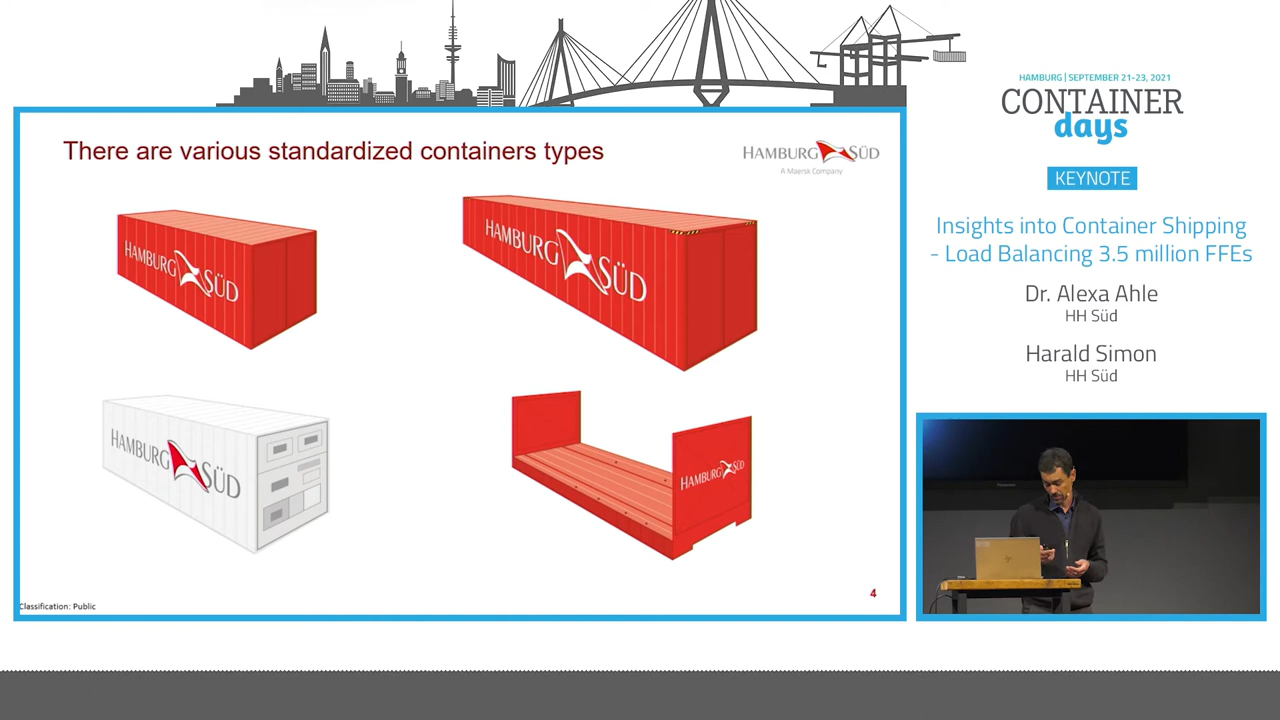 There are various standardized containers types
HAMBURG SÜD
A Maersk Company
HAMBURG SÜD
HAMBURG SÜD
HAMBURG SÜD
HAMBURG SÜD
Classification: Public
4
HAMBURG | SEPTEMBER 21-23, 2021
CONTAINER
days
KEYNOTE
Insights into Container Shipping
- Load Balancing 3.5 million FFEs
Dr. Alexa Ahle
HH Süd
Harald Simon
HH Süd